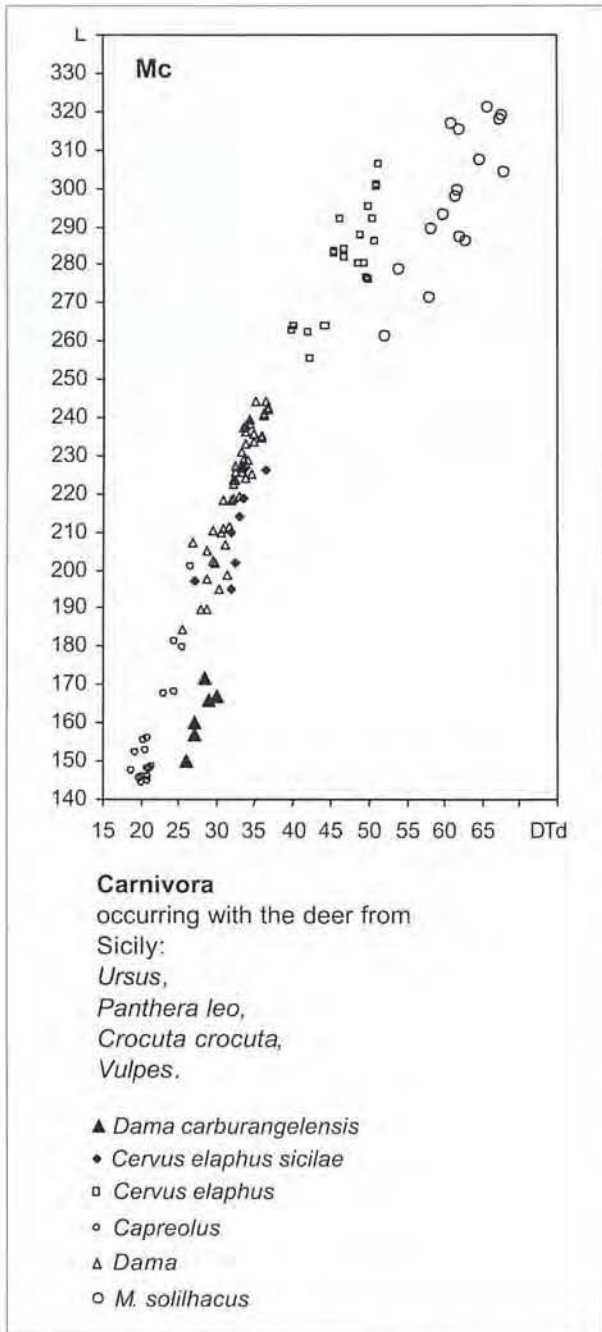 L
Mc
330
320
310
300
290
280
270
260
250
240
230
220
210
200
190
180
170
160
150
140
15 20 25 30 35 40 45 50 55 60 65 DTd
Carnivora
occurring with the deer from
Sicily:
Ursus,
Panthera leo,
Crocuta crocuta,
Vulpes.
▲ Dama carburangelensis
◆ Cervus elaphus sicilae
□ Cervus elaphus
○ Capreolus
△ Dama
○ M. solilhacus